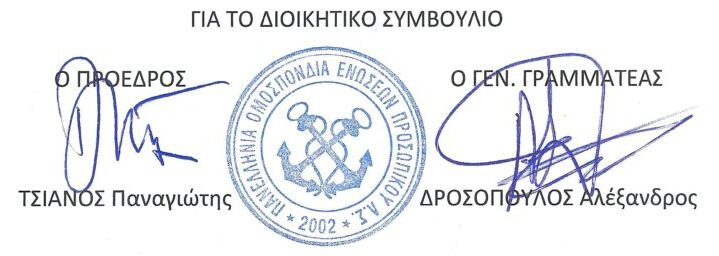 ΓΙΑ ΤΟ ΔΙΟΙΚΗΤΙΚΟ ΣΥΜΒΟΥΛΙΟ
Ο ΠΡΟΕΔΡΟΣ
Ο ΓΕΝ. ΓΡΑΜΜΑΤΕΑΣ
ΠΑΝΕΛΛΗΝΙΑ ΟΜΟΣΠΟΝΔΙΑ ΕΝΩΣΕΩΝ ΠΡΟΣΩΠΙΚΟΥ Λ.Σ.
* 2002 *
ΤΣΙΑΝΟΣ Παναγιώτης
ΔΡΟΣΟΠΟΥΛΟΣ Αλέξανδρος